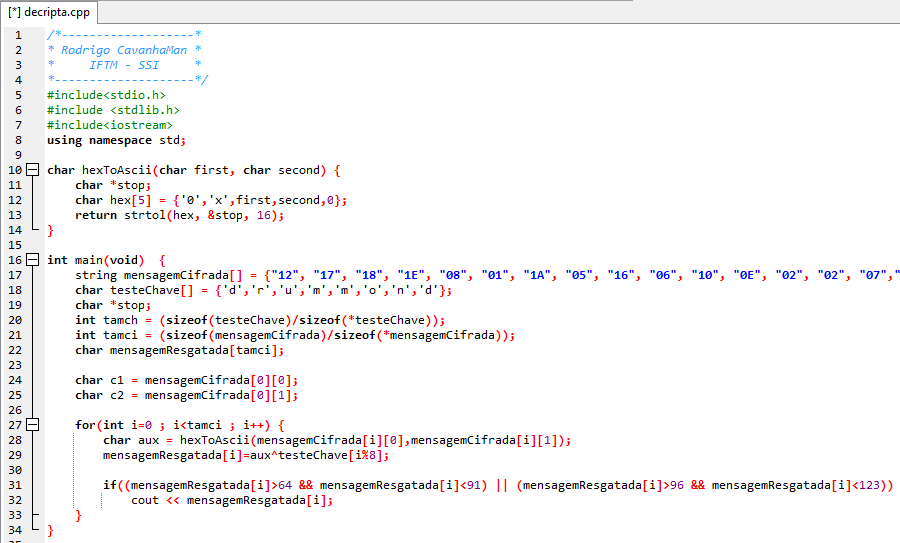 [*] decripta.cpp
1 /*-------------------*
2 * Rodrigo CavanhaMan *
3 *     IFTM - SSI     *
4 *--------------------*/
5 #include<stdio.h>
6 #include <stdlib.h>
7 #include<iostream>
8 using namespace std;
9
10 char hexToAscii(char first, char second) {
11     char *stop;
12     char hex[5] = {'0','x',first,second,0};
13     return strtol(hex, &stop, 16);
14 }
15
16 int main(void)  {
17     string mensagemCifrada[] = {"12", "17", "18", "1E", "08", "01", "1A", "05", "16", "06", "10", "0E", "02", "02", "07","
18     char testeChave[] = {'d','r','u','m','m','o','n','d'};
19     char *stop;
20     int tamch = (sizeof(testeChave)/sizeof(*testeChave));
21     int tamci = (sizeof(mensagemCifrada)/sizeof(*mensagemCifrada));
22     char mensagemResgatada[tamci];
23
24     char c1 = mensagemCifrada[0][0];
25     char c2 = mensagemCifrada[0][1];
26
27     for(int i=0 ; i<tamci ; i++) {
28         char aux = hexToAscii(mensagemCifrada[i][0],mensagemCifrada[i][1]);
29         mensagemResgatada[i]=aux^testeChave[i%8];
30
31         if((mensagemResgatada[i]>64 && mensagemResgatada[i]<91) || (mensagemResgatada[i]>96 && mensagemResgatada[i]<123))
32             cout << mensagemResgatada[i];
33     }
34 }